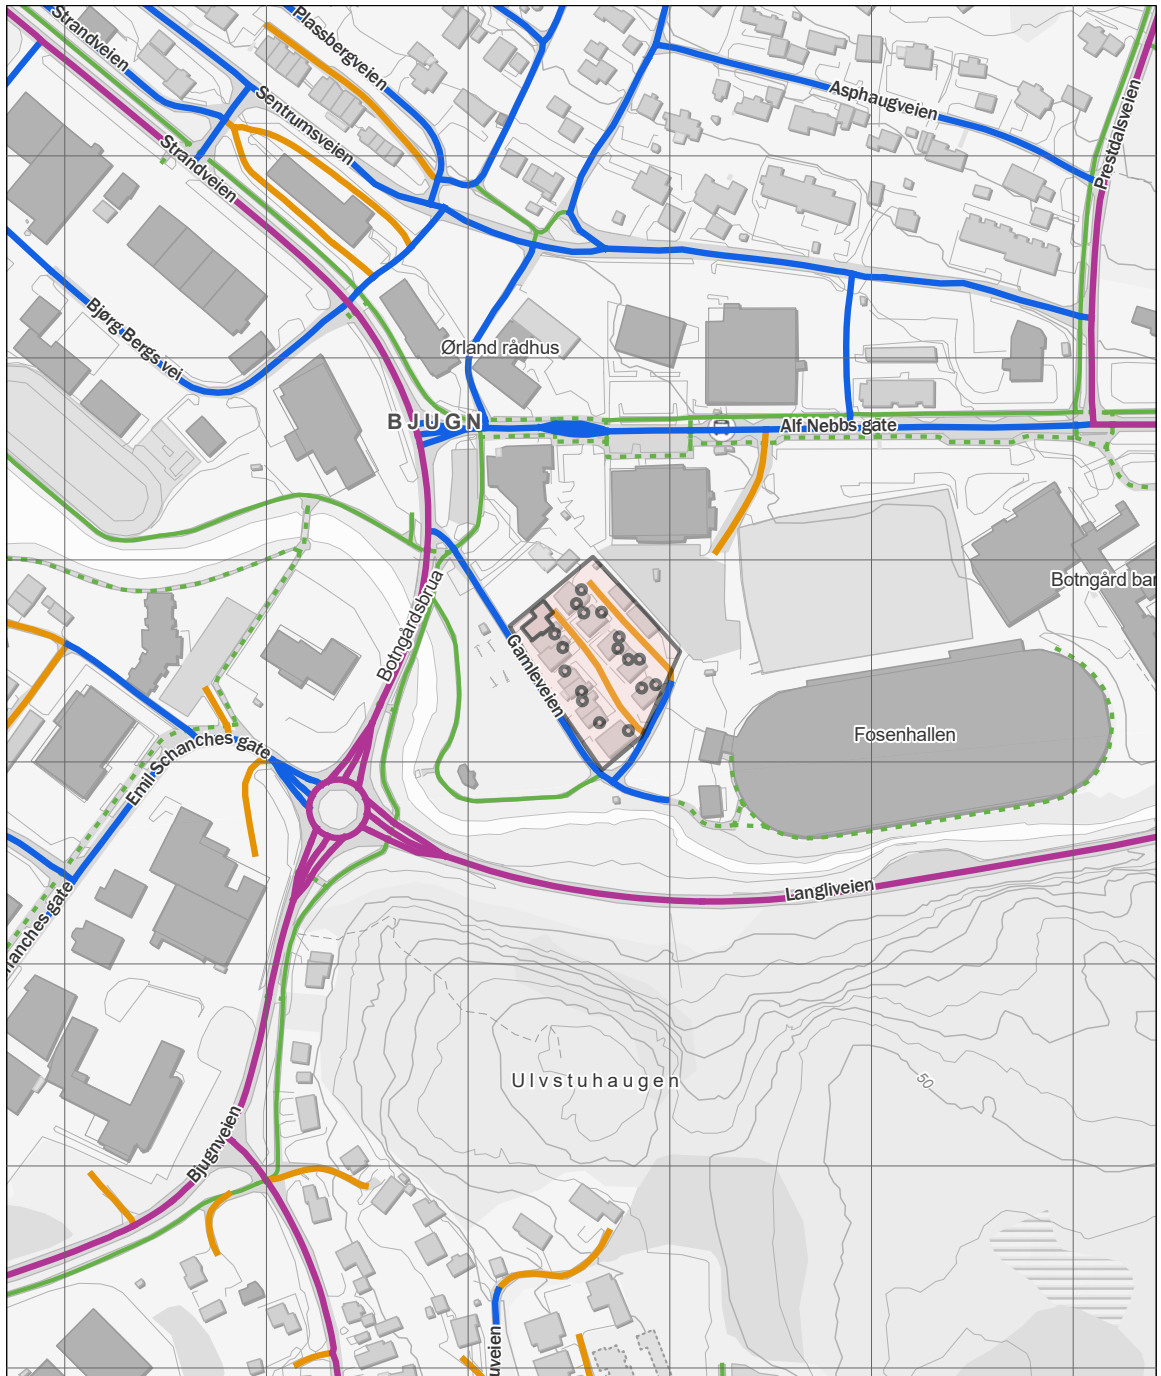 Strandveien
Plassbergveien
Sentrumsveien
Asphaugveien
Prestdalsveien
Strandveien
Bjørg Bergs vei
Ørland rådhus
BJUGN
Alf Nebbs gate
Botngård bar
Botngårdsbrua
Gamleveien
Fosenhallen
Emil Schanches gate
Langliveien
hanches gate
Ulvstuhaugen
50
Bjugnveien
uveien